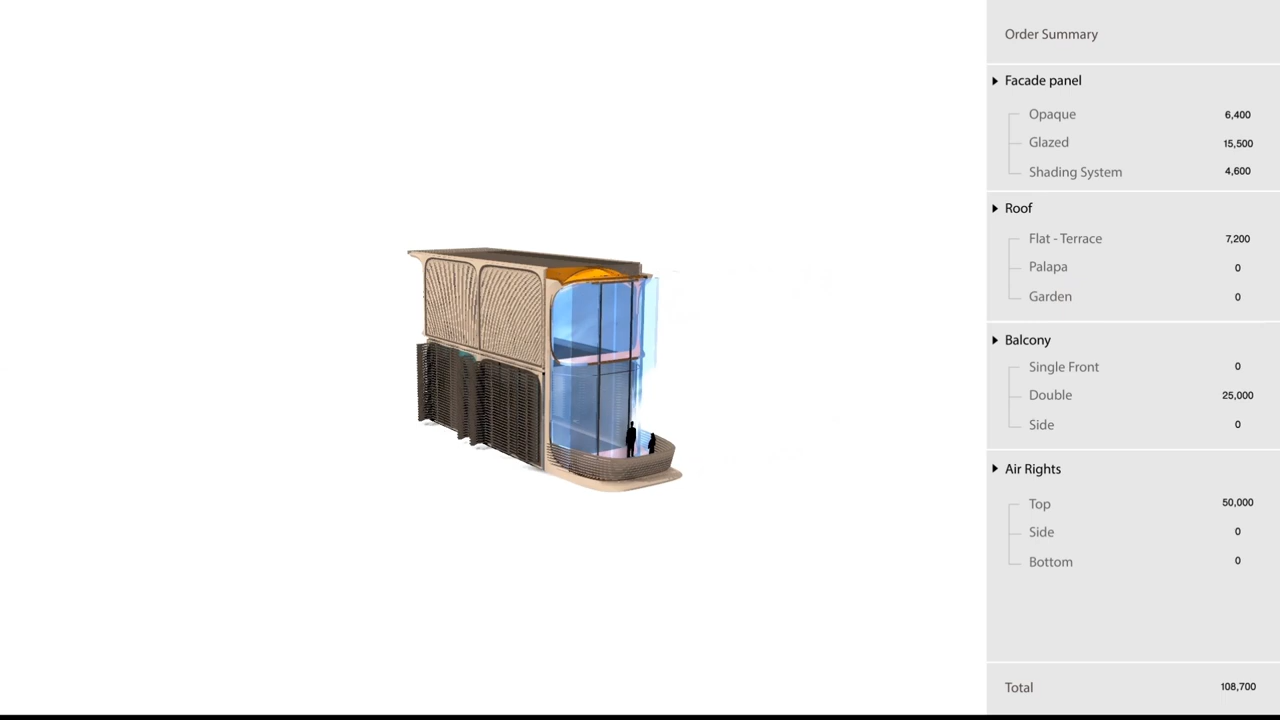 Order Summary
Facade panel
Opaque 6,400
Glazed 15,500
Shading System 4,600
Roof
Flat - Terrace 7,200
Palapa 0
Garden 0
Balcony
Single Front 0
Double 25,000
Side 0
Air Rights
Top 50,000
Side 0
Bottom 0
Total 108,700